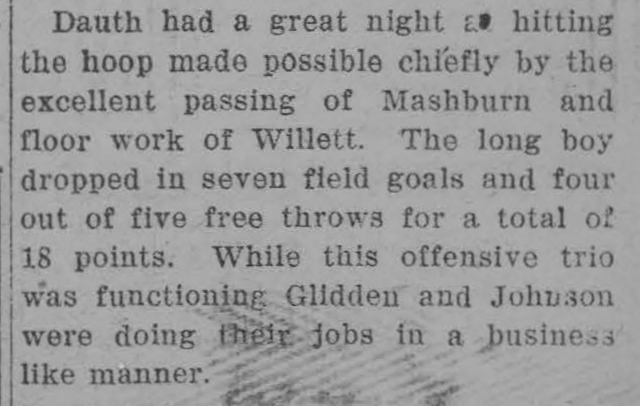 Dauth had a great night as hitting
the hoop made possible chiefly by the
excellent passing of Mashburn and
floor work of Willett. The long boy
dropped in seven field goals and four
out of five free throws for a total of
18 points. While this offensive trio
was functioning Glidden and Johnson
were doing their jobs in a business
like manner.